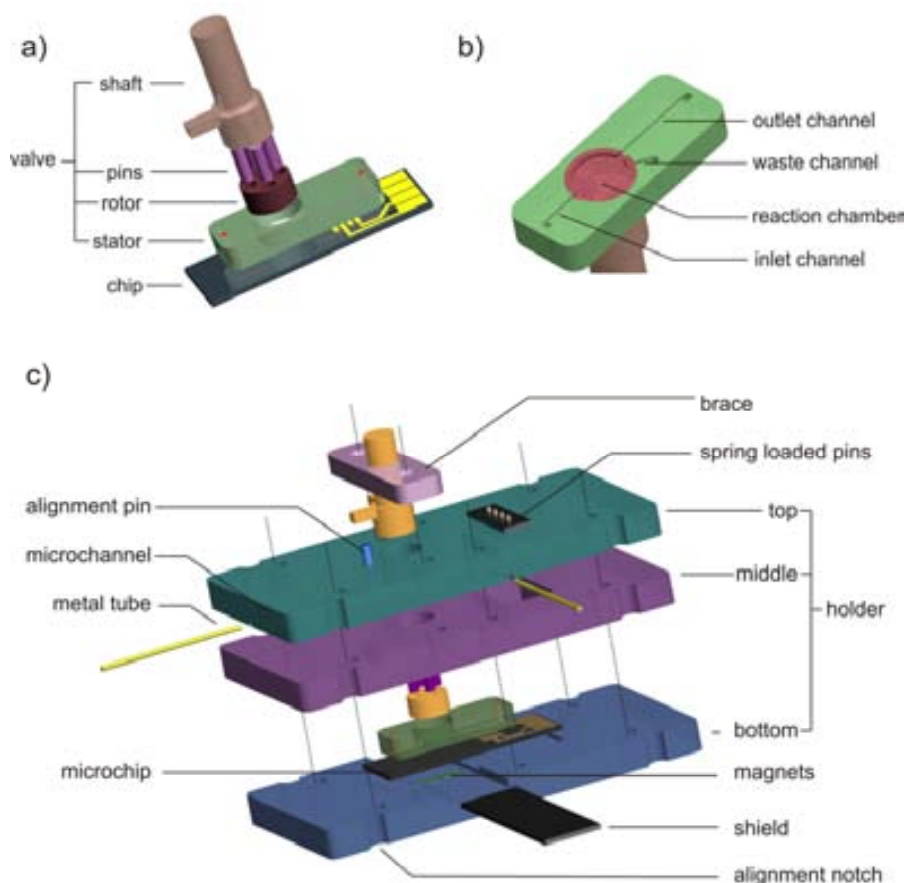 a)
shaft
valve
pins
rotor
stator
chip
b)
outlet channel
waste channel
reaction chamber
inlet channel
c)
brace
spring loaded pins
alignment pin
top
microchannel
middle
metal tube
holder
bottom
microchip
magnets
shield
alignment notch